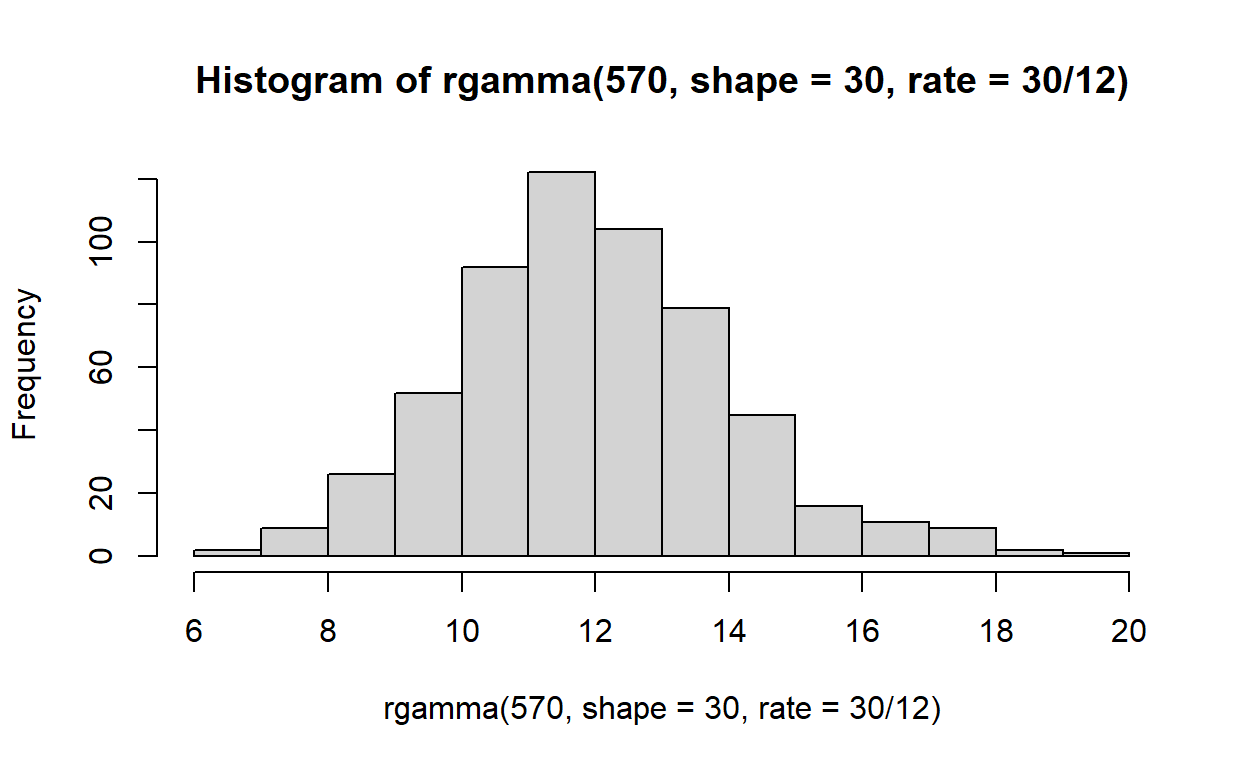 Histogram of rgamma(570, shape = 30, rate = 30/12)
Frequency
100
60
20
0
6 8 10 12 14 16 18 20
rgamma(570, shape = 30, rate = 30/12)